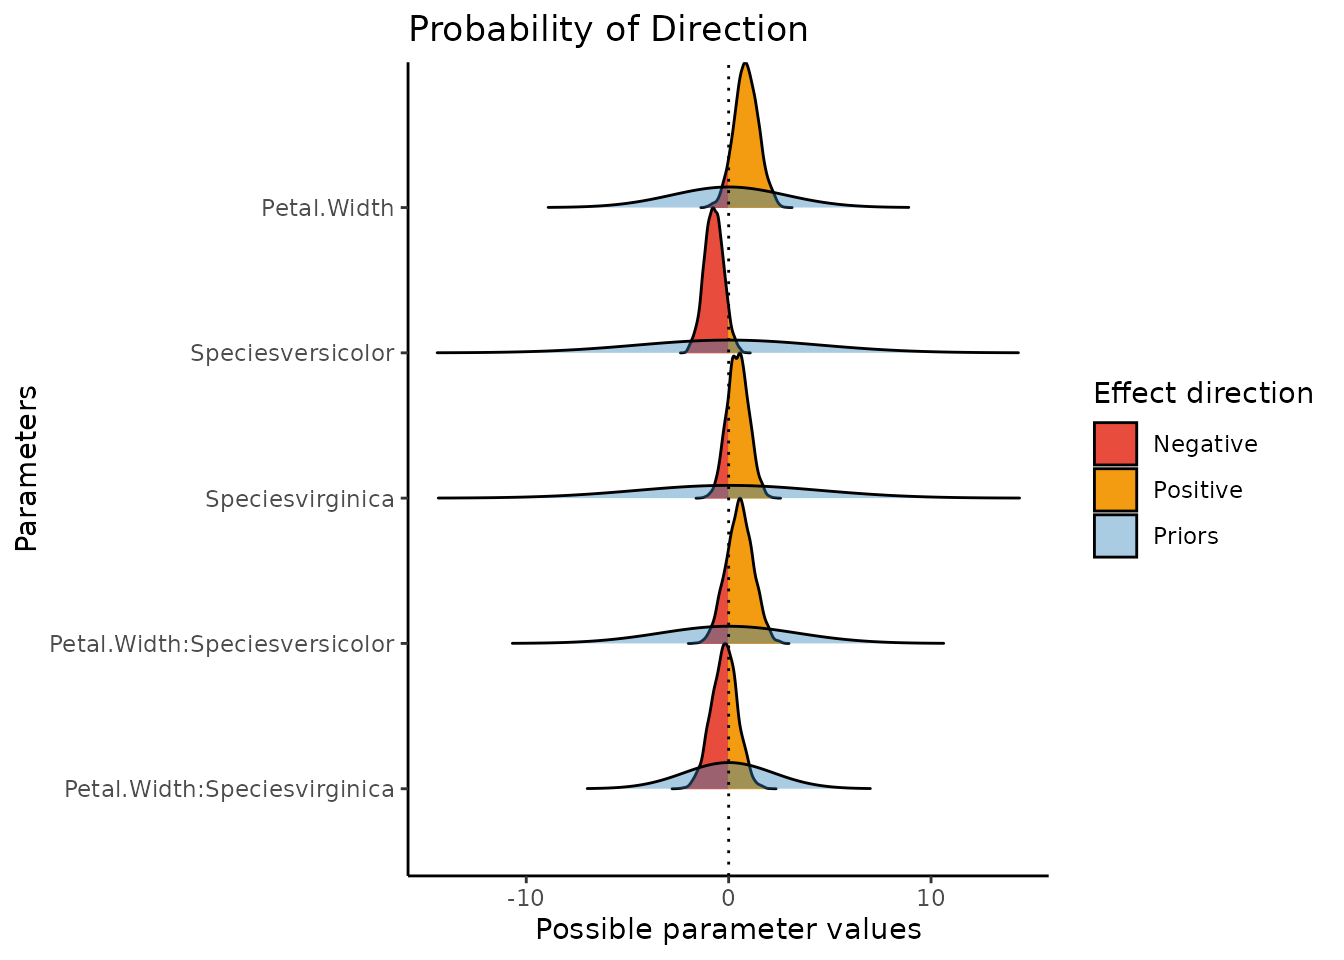 Probability of Direction
Parameters
Petal.Width
Speciesversicolor
Speciesvirginica
Petal.Width:Speciesversicolor
Petal.Width:Speciesvirginica
-10 0 10
Possible parameter values
Effect direction
Negative
Positive
Priors